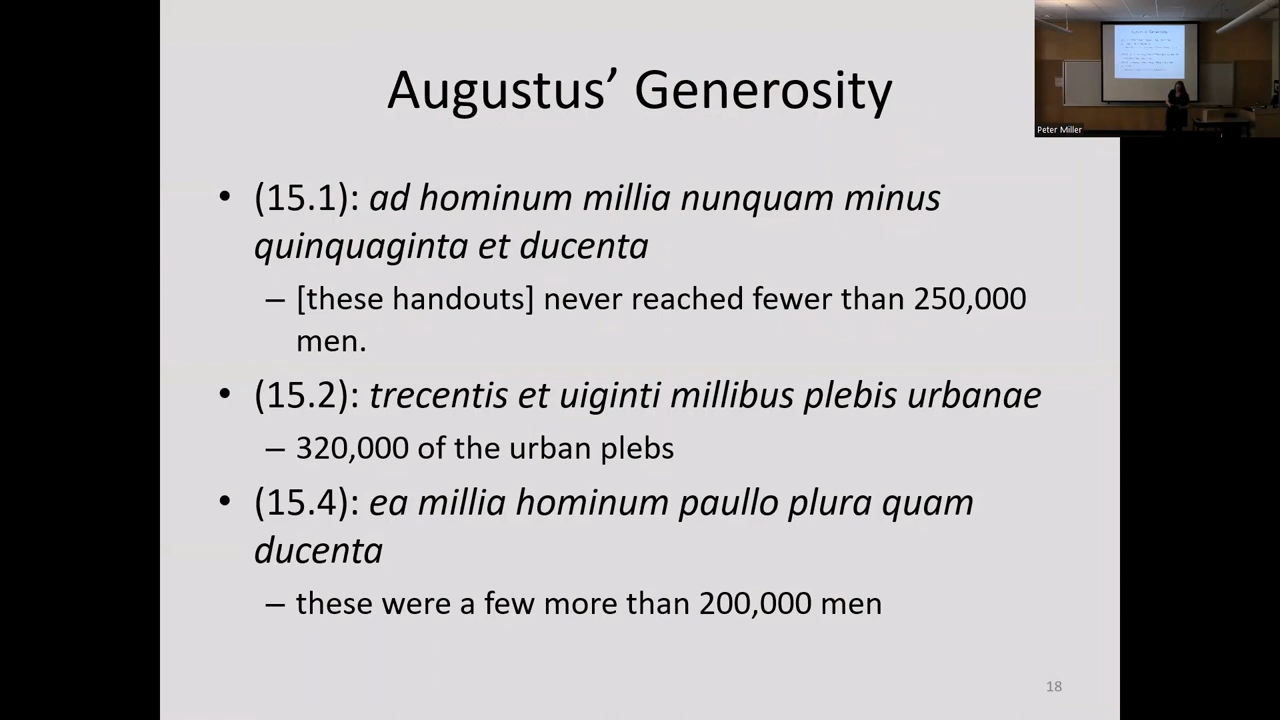 Augustus’ Generosity
Peter Miller
• (15.1): ad hominum millia nunquam minus
quinquaginta et ducenta
– [these handouts] never reached fewer than 250,000
men.
• (15.2): trecentis et uiginti millibus plebis urbanae
– 320,000 of the urban plebs
• (15.4): ea millia hominum paullo plura quam
ducenta
– these were a few more than 200,000 men
18